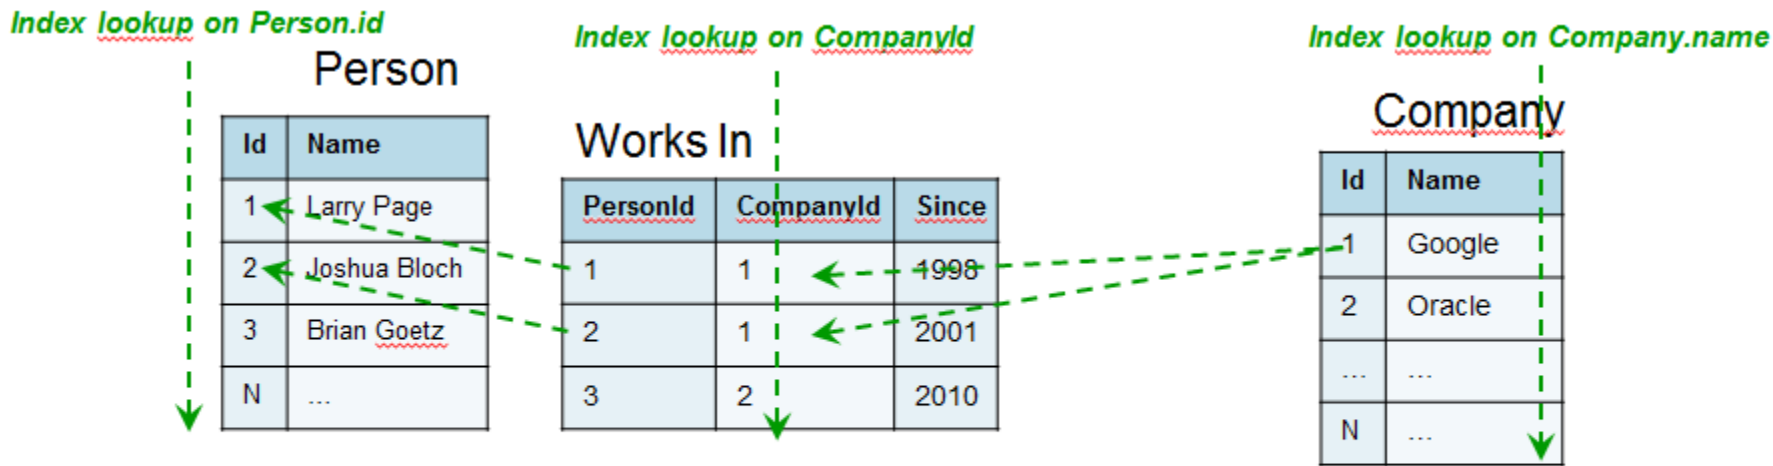 Index lookup on Person.id
Index lookup on CompanyId
Index lookup on Company.name
Person
Id Name
1 Larry Page
2 Joshua Bloch
3 Brian Goetz
N ...
Works In
PersonId CompanyId Since
1 1 1998
2 1 2001
3 2 2010
Company
Id Name
1 Google
2 Oracle
... ...
N ...